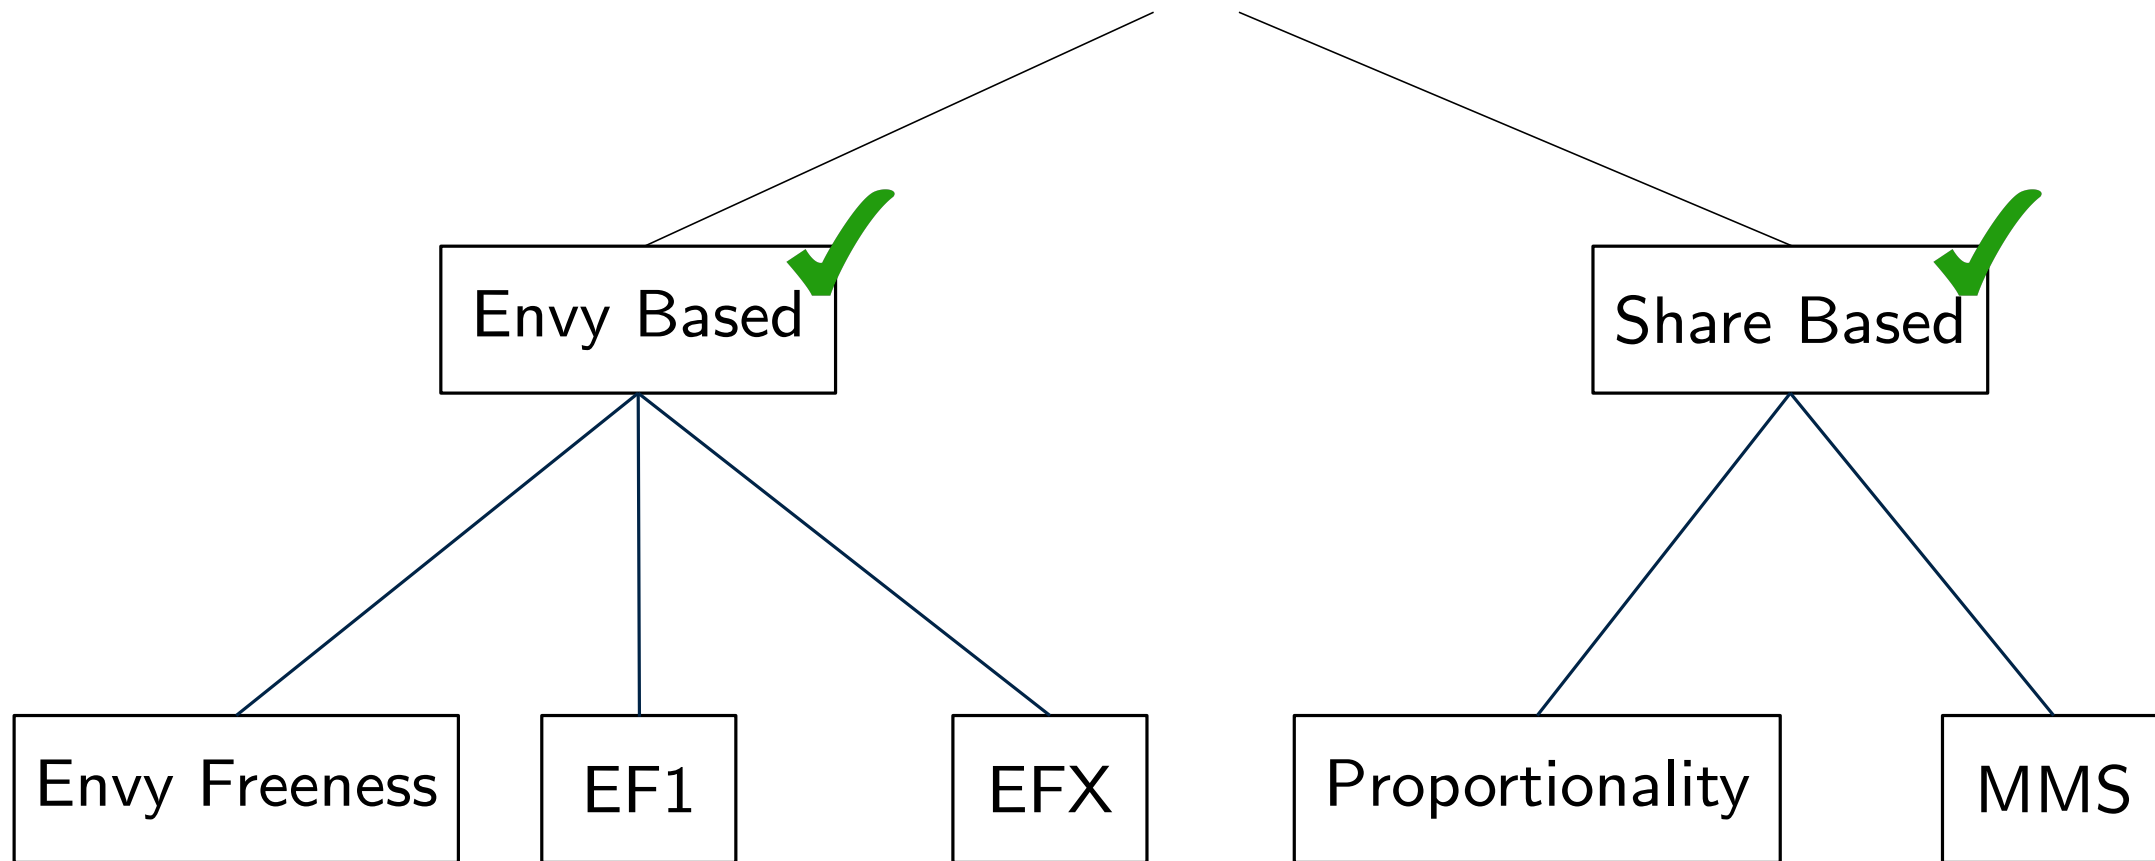 Envy Based
Share Based
Envy Freeness
EF1
EFX
Proportionality
MMS